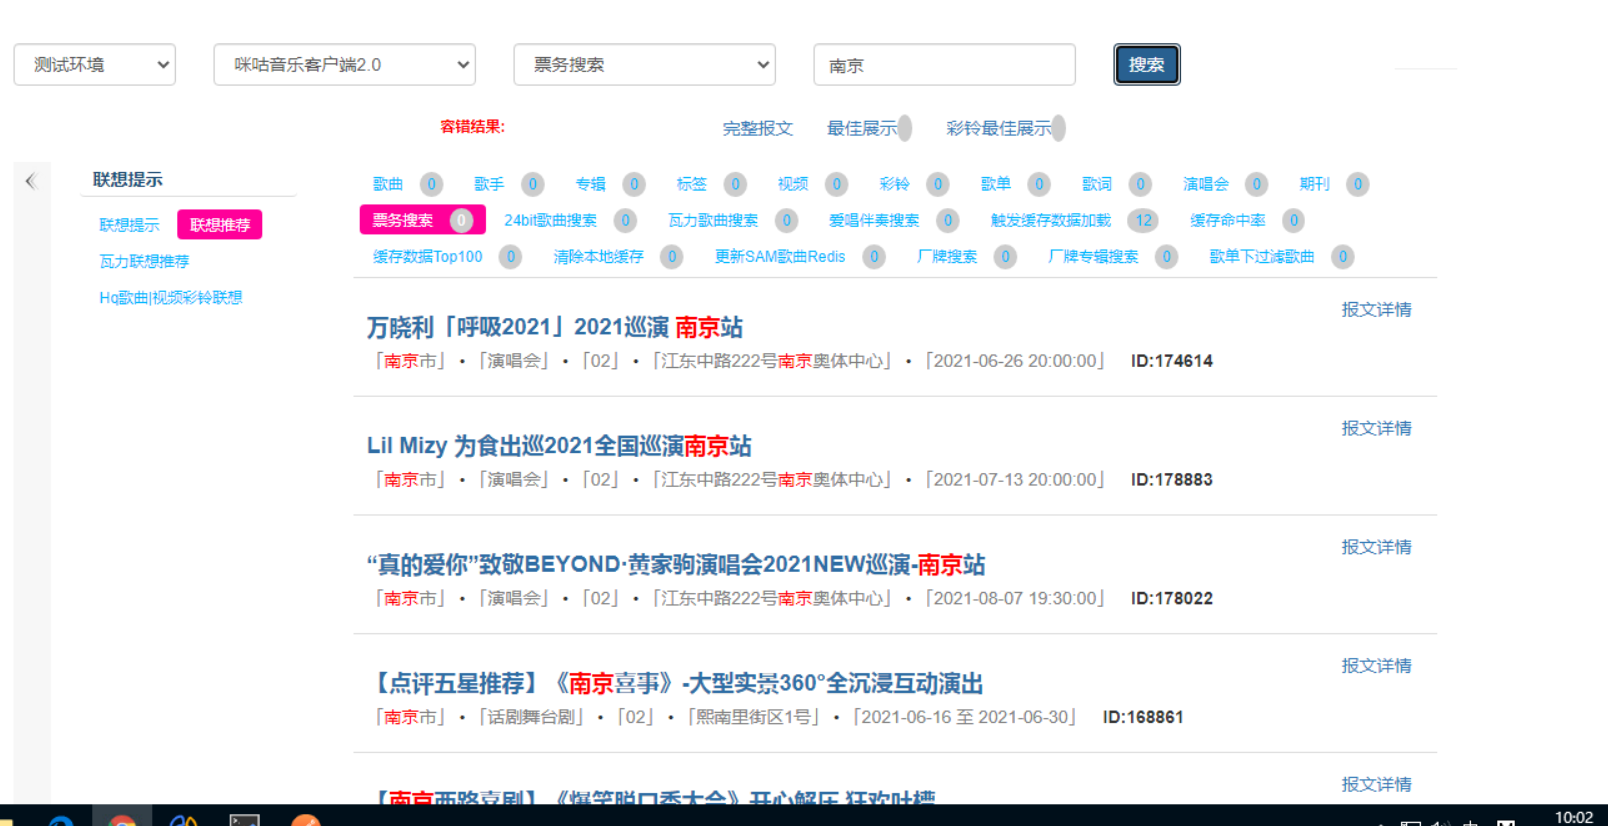 测试环境 咪咕音乐客户端2.0 票务搜索 南京 搜索
容错结果: 完整报文 最佳展示 彩铃最佳展示
联想提示
联想提示 联想推荐
瓦力联想推荐
Hq歌曲|视频彩铃联想
歌曲 0 歌手 0 专辑 0 标签 0 视频 0 彩铃 0 歌单 0 歌词 0 演唱会 0 期刊 0
票务搜索 0 24bit歌曲搜索 0 瓦力歌曲搜索 0 爱唱伴奏搜索 0 触发缓存数据加载 12 缓存命中率 0
缓存数据Top100 0 清除本地缓存 0 更新SAM歌曲Redis 0 厂牌搜索 0 厂牌专辑搜索 0 歌单下过滤歌曲 0
报文详情
万晓利「呼吸2021」2021巡演 南京站
「南京市」 • 「演唱会」 • 「02」 • 「江东中路222号南京奥体中心」 • 「2021-06-26 20:00:00」 ID:174614
报文详情
Lil Mizy 为食出巡2021全国巡演南京站
「南京市」 • 「演唱会」 • 「02」 • 「江东中路222号南京奥体中心」 • 「2021-07-13 20:00:00」 ID:178883
报文详情
“真的爱你”致敬BEYOND·黄家驹演唱会2021NEW巡演-南京站
「南京市」 • 「演唱会」 • 「02」 • 「江东中路222号南京奥体中心」 • 「2021-08-07 19:30:00」 ID:178022
报文详情
【点评五星推荐】《南京喜事》-大型实景360°全沉浸互动演出
「南京市」 • 「话剧舞台剧」 • 「02」 • 「熙南里街区1号」 • 「2021-06-16 至 2021-06-30」 ID:168861
报文详情
【南京西路喜剧】《爆笑脱口秀大会》开心解压 狂欢吐槽
10:02